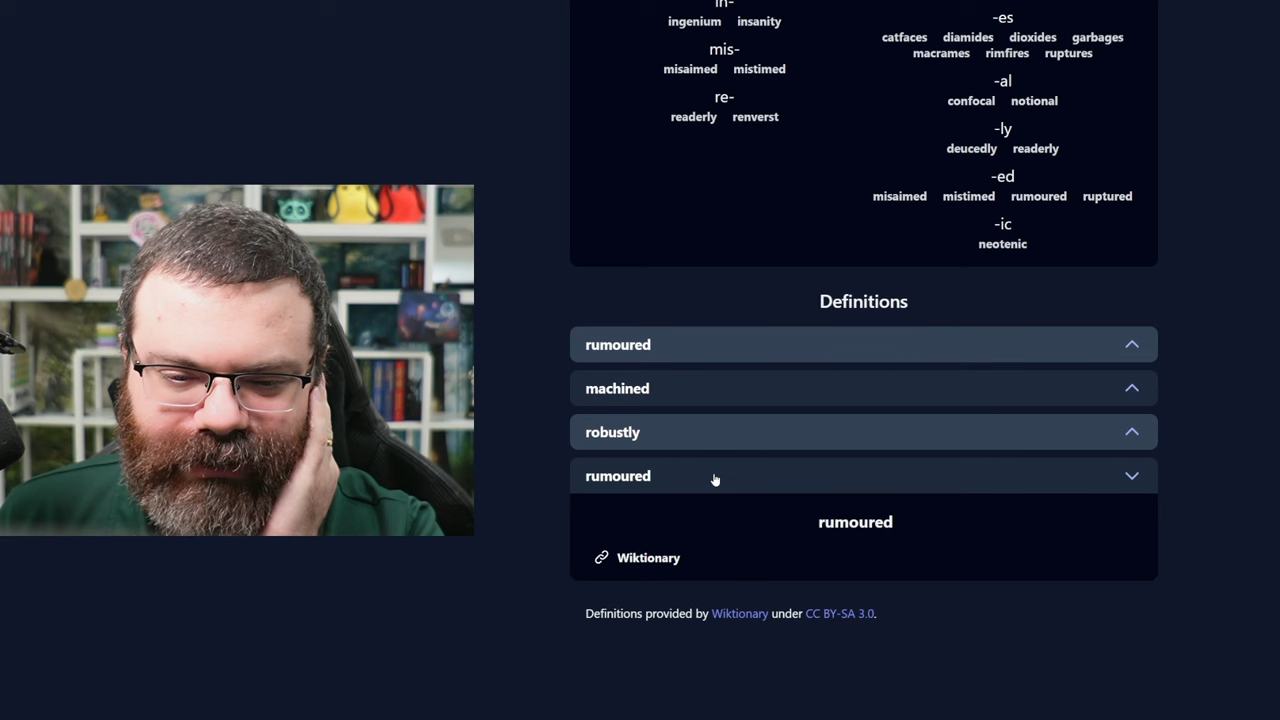 in-
ingenium insanity
mis-
misaimed mistimed
re-
readerly renverst
-es
catfaces diamides dioxides garbages
macrames rimfires ruptures
-al
confocal notional
-ly
deucedly readerly
-ed
misaimed mistimed rumoured ruptured
-ic
neotenic
Definitions
rumoured
machined
robustly
rumoured
rumoured
Wiktionary
Definitions provided by Wiktionary under CC BY-SA 3.0.